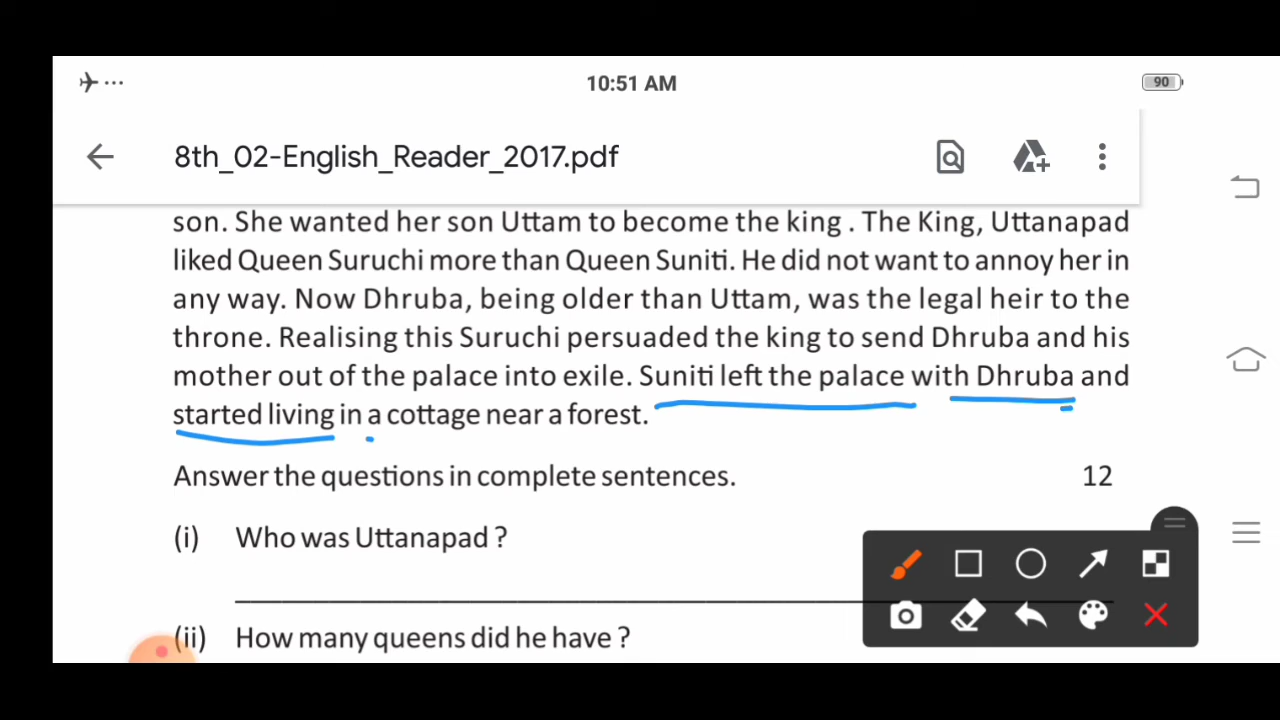 10:51 AM
90
8th_02-English_Reader_2017.pdf
son. She wanted her son Uttam to become the king . The King, Uttanapad
liked Queen Suruchi more than Queen Suniti. He did not want to annoy her in
any way. Now Dhruba, being older than Uttam, was the legal heir to the
throne. Realising this Suruchi persuaded the king to send Dhruba and his
mother out of the palace into exile. Suniti left the palace with Dhruba and
started living in a cottage near a forest.
Answer the questions in complete sentences. 12
(i) Who was Uttanapad ?
(ii) How many queens did he have ?